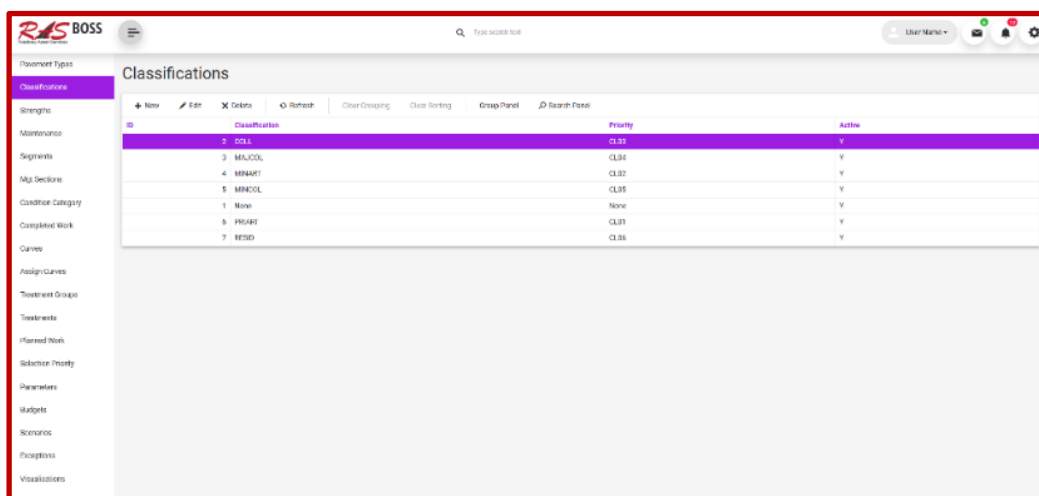 RAS BOSS
Roadway Asset Services
Type search text
User Name
Pavement Types
Classifications
Strengths
Maintenance
Segments
Mgt Sections
Condition Category
Completed Work
Curves
Assign Curves
Treatment Groups
Treatments
Planned Work
Selection Priority
Parameters
Budgets
Scenarios
Exceptions
Visualizations
Classifications
New Edit Delete Refresh Clear Grouping Clear Sorting Group Panel Search Panel
ID Classification Priority Active
2 COLL CL03 Y
3 MAJCOL CL04 Y
4 MINART CL02 Y
5 MINCOL CL05 Y
1 None None Y
6 PRIART CL01 Y
7 RESID CL06 Y